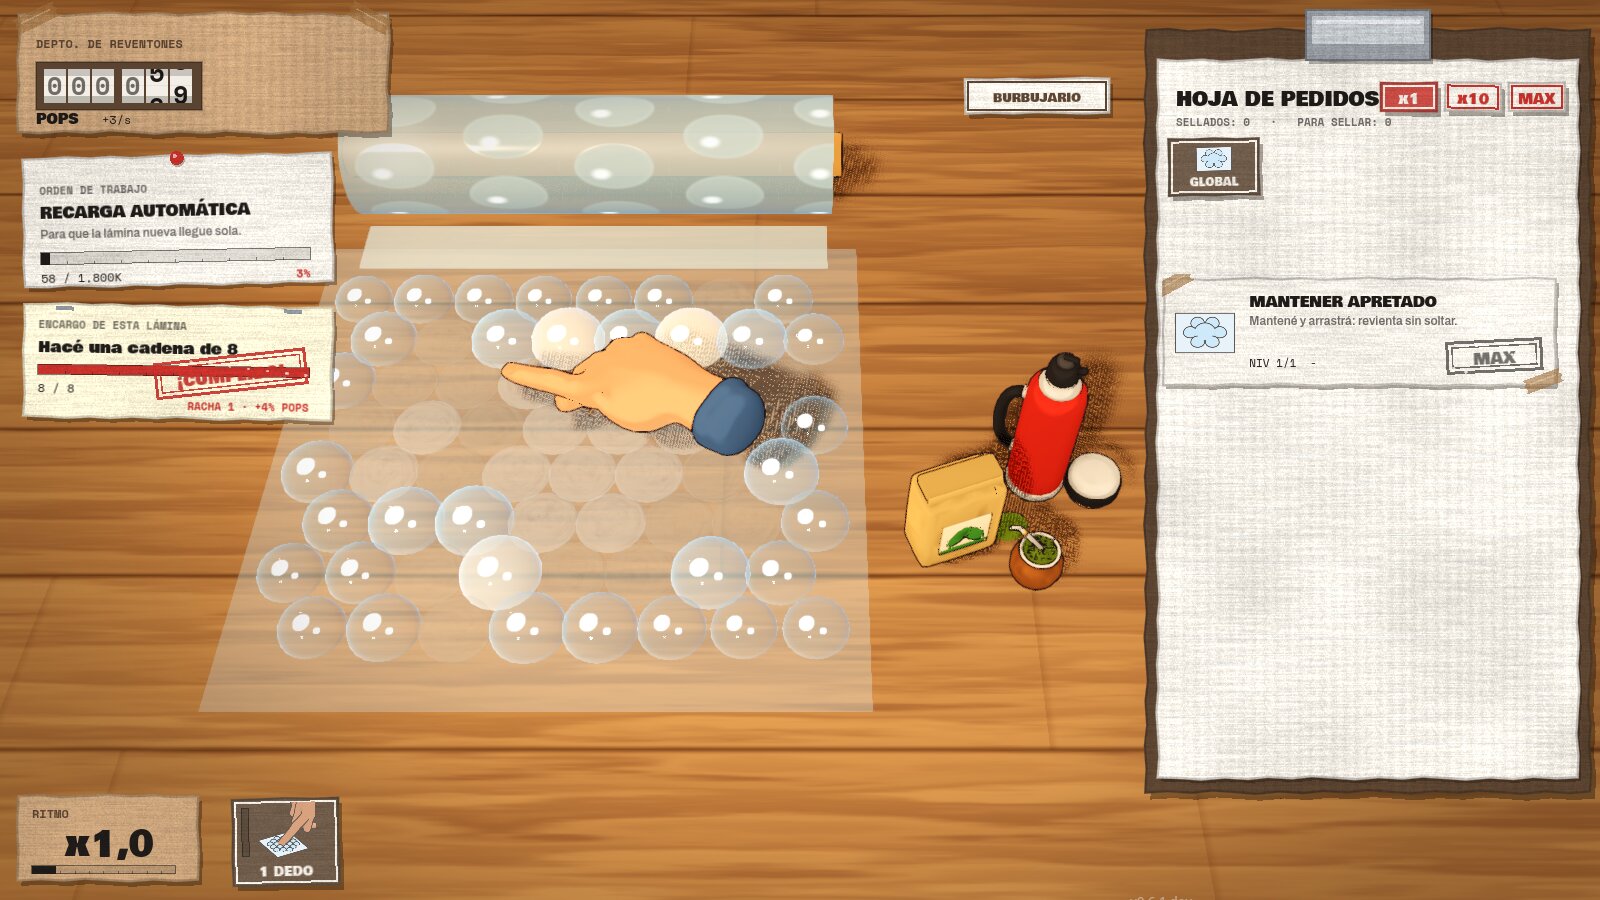 DEPTO. DE REVENTONES
POPS +3/s
ORDEN DE TRABAJO
RECARGA AUTOMÁTICA
Para que la lámina nueva llegue sola.
58 / 1.800K 3%
ENCARGO DE ESTA LÁMINA
Hacé una cadena de 8
8 / 8
RACHA 1 · +4% POPS
BURBUJARIO
HOJA DE PEDIDOS x1 x10 MAX
SELLADOS: 0 · PARA SELLAR: 0
GLOBAL
MANTENER APRETADO
Mantené y arrastrá: revienta sin soltar.
NIV 1/1 - MAX
RITMO
x1,0
1 DEDO